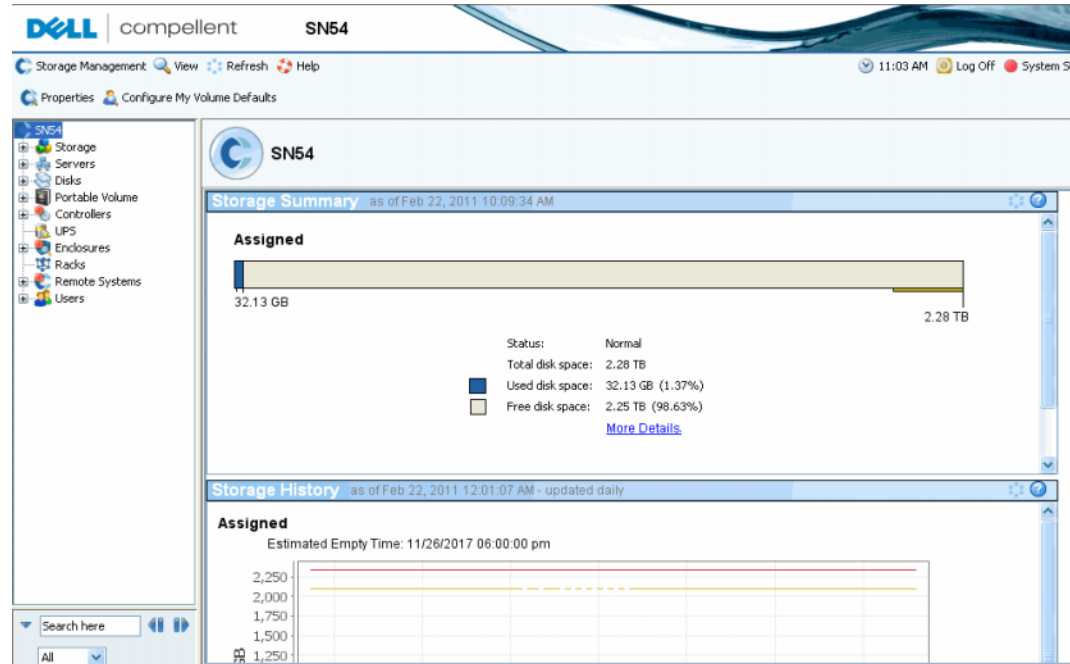 DELL compellent SN54
Storage Management View Refresh Help 11:03 AM Log Off System S
Properties Configure My Volume Defaults
SN54
Storage
Servers
Disks
Portable Volume
Controllers
UPS
Enclosures
Racks
Remote Systems
Users
Search here
All
SN54
Storage Summary as of Feb 22, 2011 10:09:34 AM
Assigned
32.13 GB
2.28 TB
Status: Normal
Total disk space: 2.28 TB
Used disk space: 32.13 GB (1.37%)
Free disk space: 2.25 TB (98.63%)
More Details.
Storage History as of Feb 22, 2011 12:01:07 AM - updated daily
Assigned
Estimated Empty Time: 11/26/2017 06:00:00 pm
2,250
2,000
1,750
1,500
1,250
GB